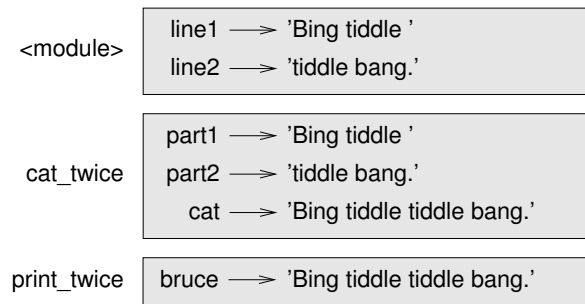 <module>
line1 ’Bing tiddle ’
line2 ’tiddle bang.’
cat_twice
part1 ’Bing tiddle ’
part2 ’tiddle bang.’
cat ’Bing tiddle tiddle bang.’
print_twice
bruce ’Bing tiddle tiddle bang.’